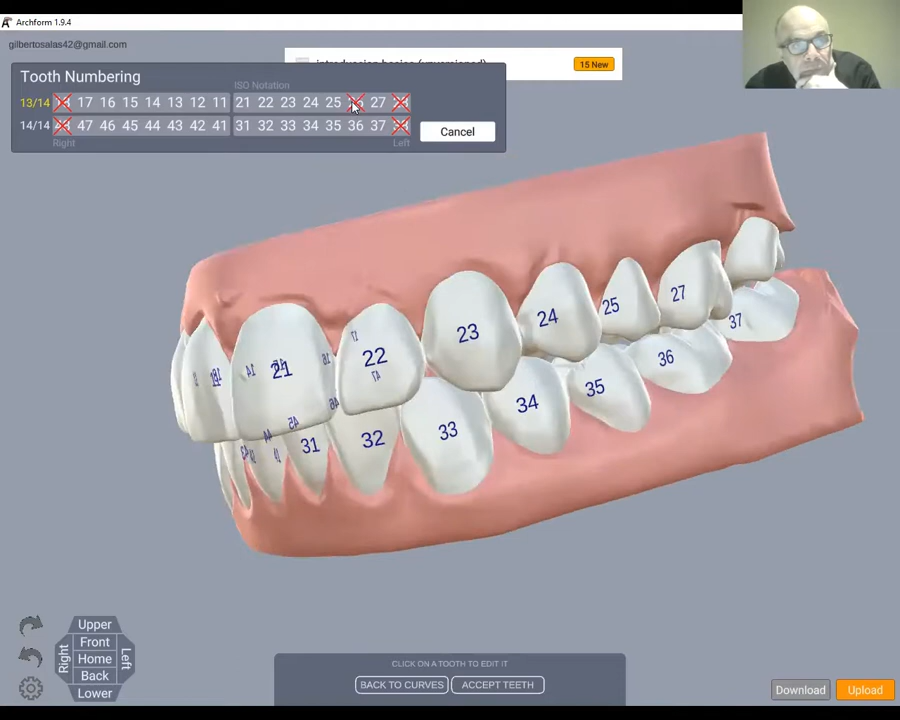 Archform 1.9.4
gilbertosalas42@gmail.com
15 New
Tooth Numbering
ISO Notation
13/14 17 16 15 14 13 12 11 21 22 23 24 25 27
14/14 47 46 45 44 43 42 41 31 32 33 34 35 36 37
Right Left
Cancel
21 22 23 24 25 27
31 32 33 34 35 36 37
Upper
Front
Right Home Left
Back
Lower
CLICK ON A TOOTH TO EDIT IT
BACK TO CURVES ACCEPT TEETH
Download Upload